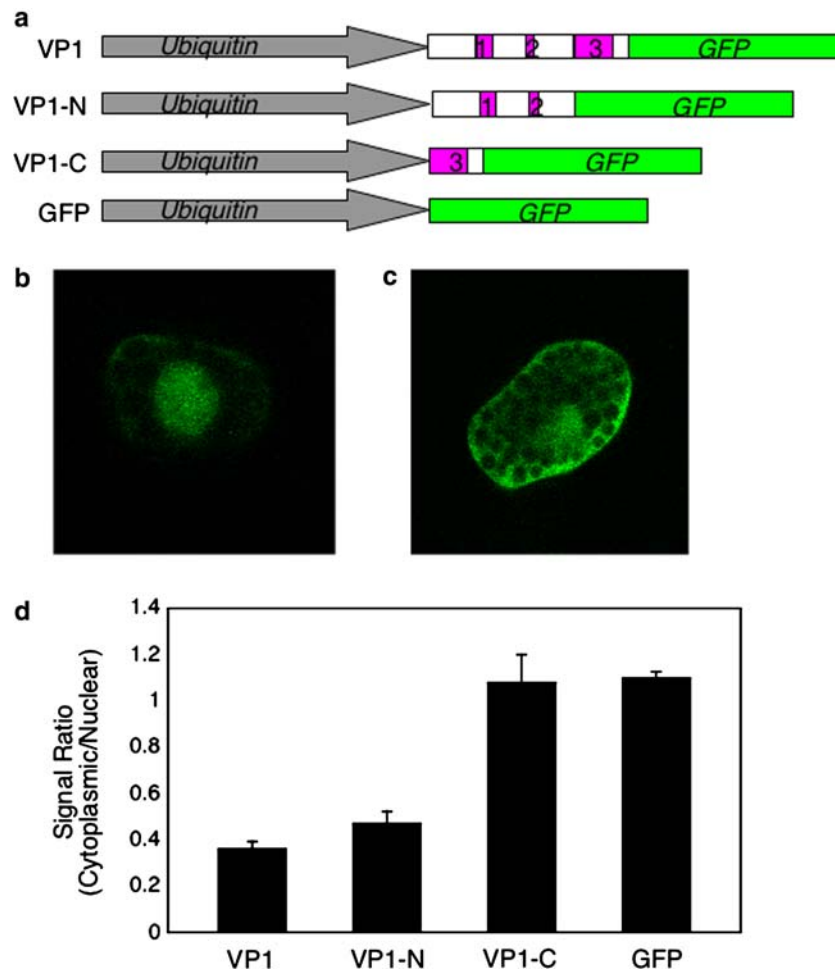 a
VP1 Ubiquitin 1 2 3 GFP
VP1-N Ubiquitin 1 2 GFP
VP1-C Ubiquitin 3 GFP
GFP Ubiquitin GFP
b
c
d
Signal Ratio
(Cytoplasmic/Nuclear)
1.4
1.2
1
0.8
0.6
0.4
0.2
0
VP1 VP1-N VP1-C GFP